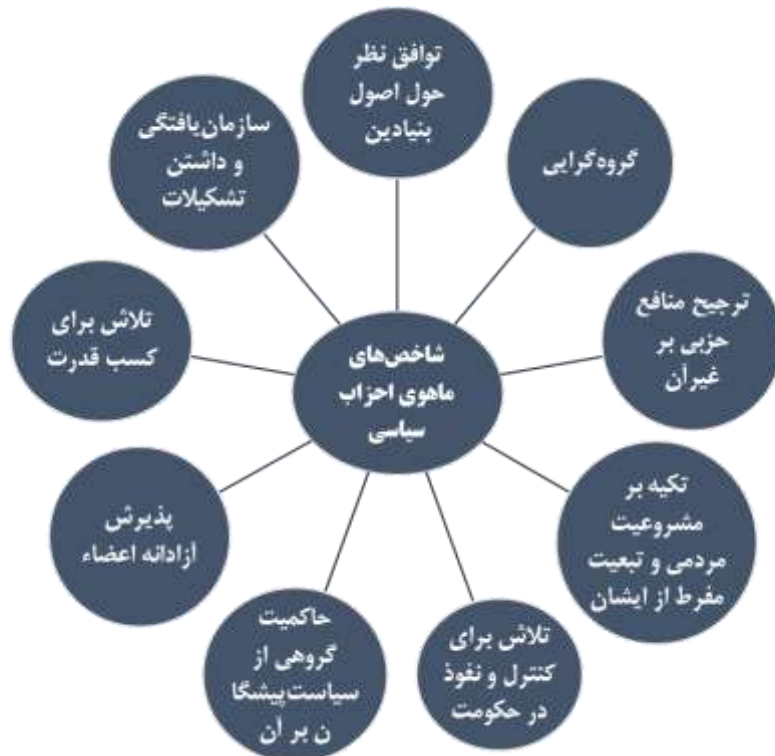 توافق نظر
حول اصول
بنیادین
گروه‌گرایی
ترجیح منافع
حزبی بر
غیرآن
تکیه بر
مشروعیت
مردمی و تبعیت
مفرط از ایشان
تلاش برای
کنترل و نفوذ
در حکومت
حاکمیت
گروهی از
سیاست‌پیشگا
ن بر آن
پذیرش
آزادانه اعضاء
تلاش برای
کسب قدرت
سازمان‌یافتگی
و داشتن
تشکیلات
شاخص‌های
ماهوی احزاب
سیاسی